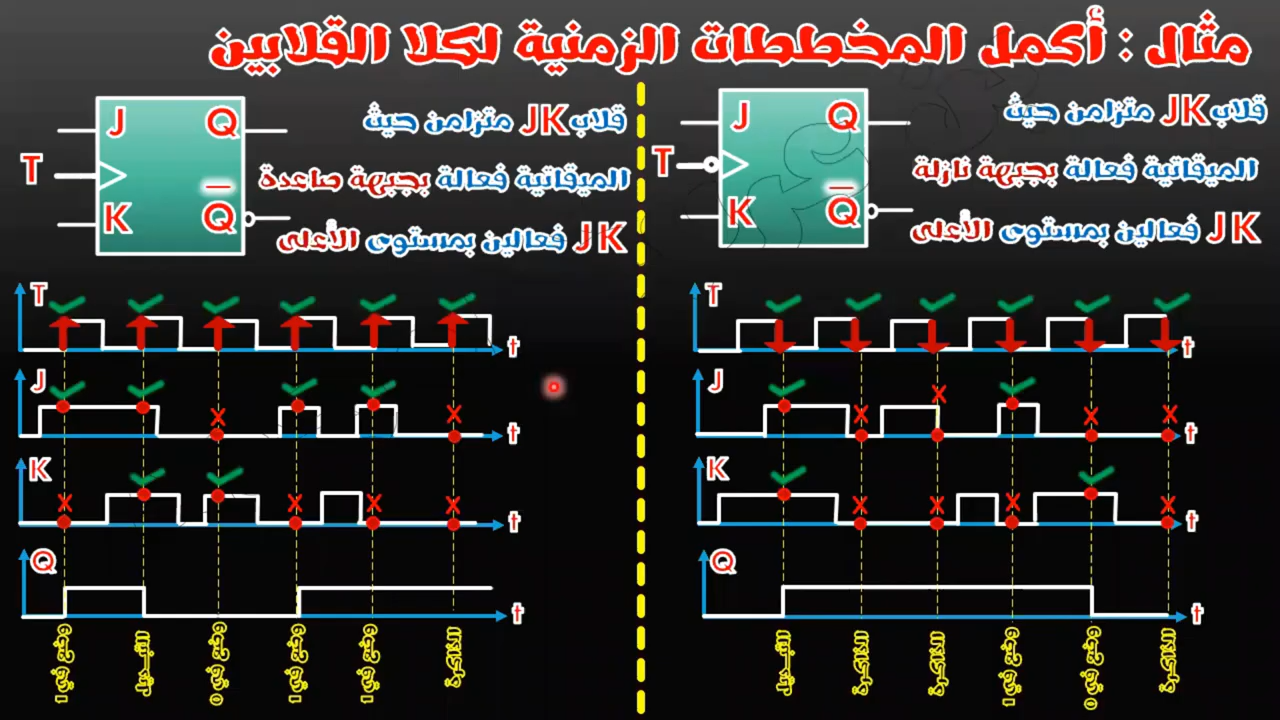 مثال : أكمل المخططات الزمنية لكلا القلابين
قلاب JK متزامن حيث
الميقاتية فعالة بجبهة نازلة
JK فعالين بمستوى الأعلى
J
Q
T
K
Q
T
t
J
t
K
t
Q
t
التبديل
الذاكرة
الذاكرة
وضع في 1
وضع في 0
الذاكرة
قلاب JK متزامن حيث
الميقاتية فعالة بجبهة صاعدة
JK فعالين بمستوى الأعلى
J
Q
T
K
Q
T
t
J
t
K
t
Q
t
وضع في 1
التبديل
وضع في 0
وضع في 1
وضع في 1
الذاكرة